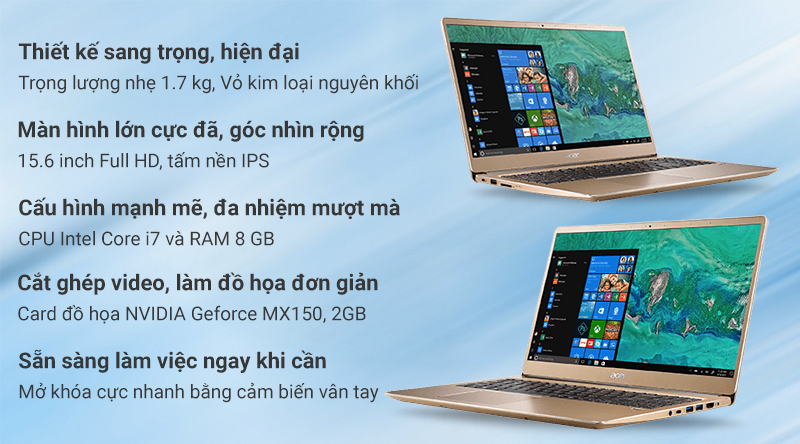 Thiết kế sang trọng, hiện đại
Trọng lượng nhẹ 1.7 kg, Vỏ kim loại nguyên khối
Màn hình lớn cực đã, góc nhìn rộng
15.6 inch Full HD, tấm nền IPS
Cấu hình mạnh mẽ, đa nhiệm mượt mà
CPU Intel Core i7 và RAM 8 GB
Cắt ghép video, làm đồ họa đơn giản
Card đồ họa NVIDIA Geforce MX150, 2GB
Sẵn sàng làm việc ngay khi cần
Mở khóa cực nhanh bằng cảm biến vân tay
acer
acer